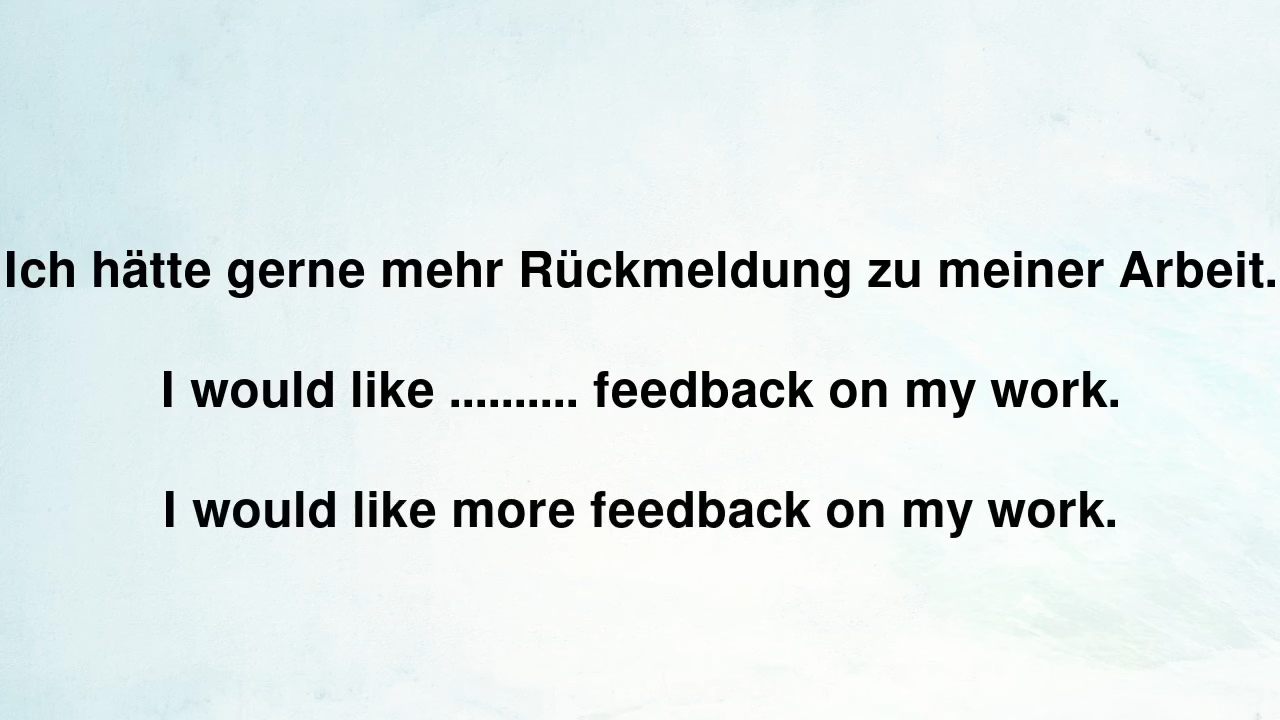 Ich hätte gerne mehr Rückmeldung zu meiner Arbeit.
I would like .......... feedback on my work.
I would like more feedback on my work.